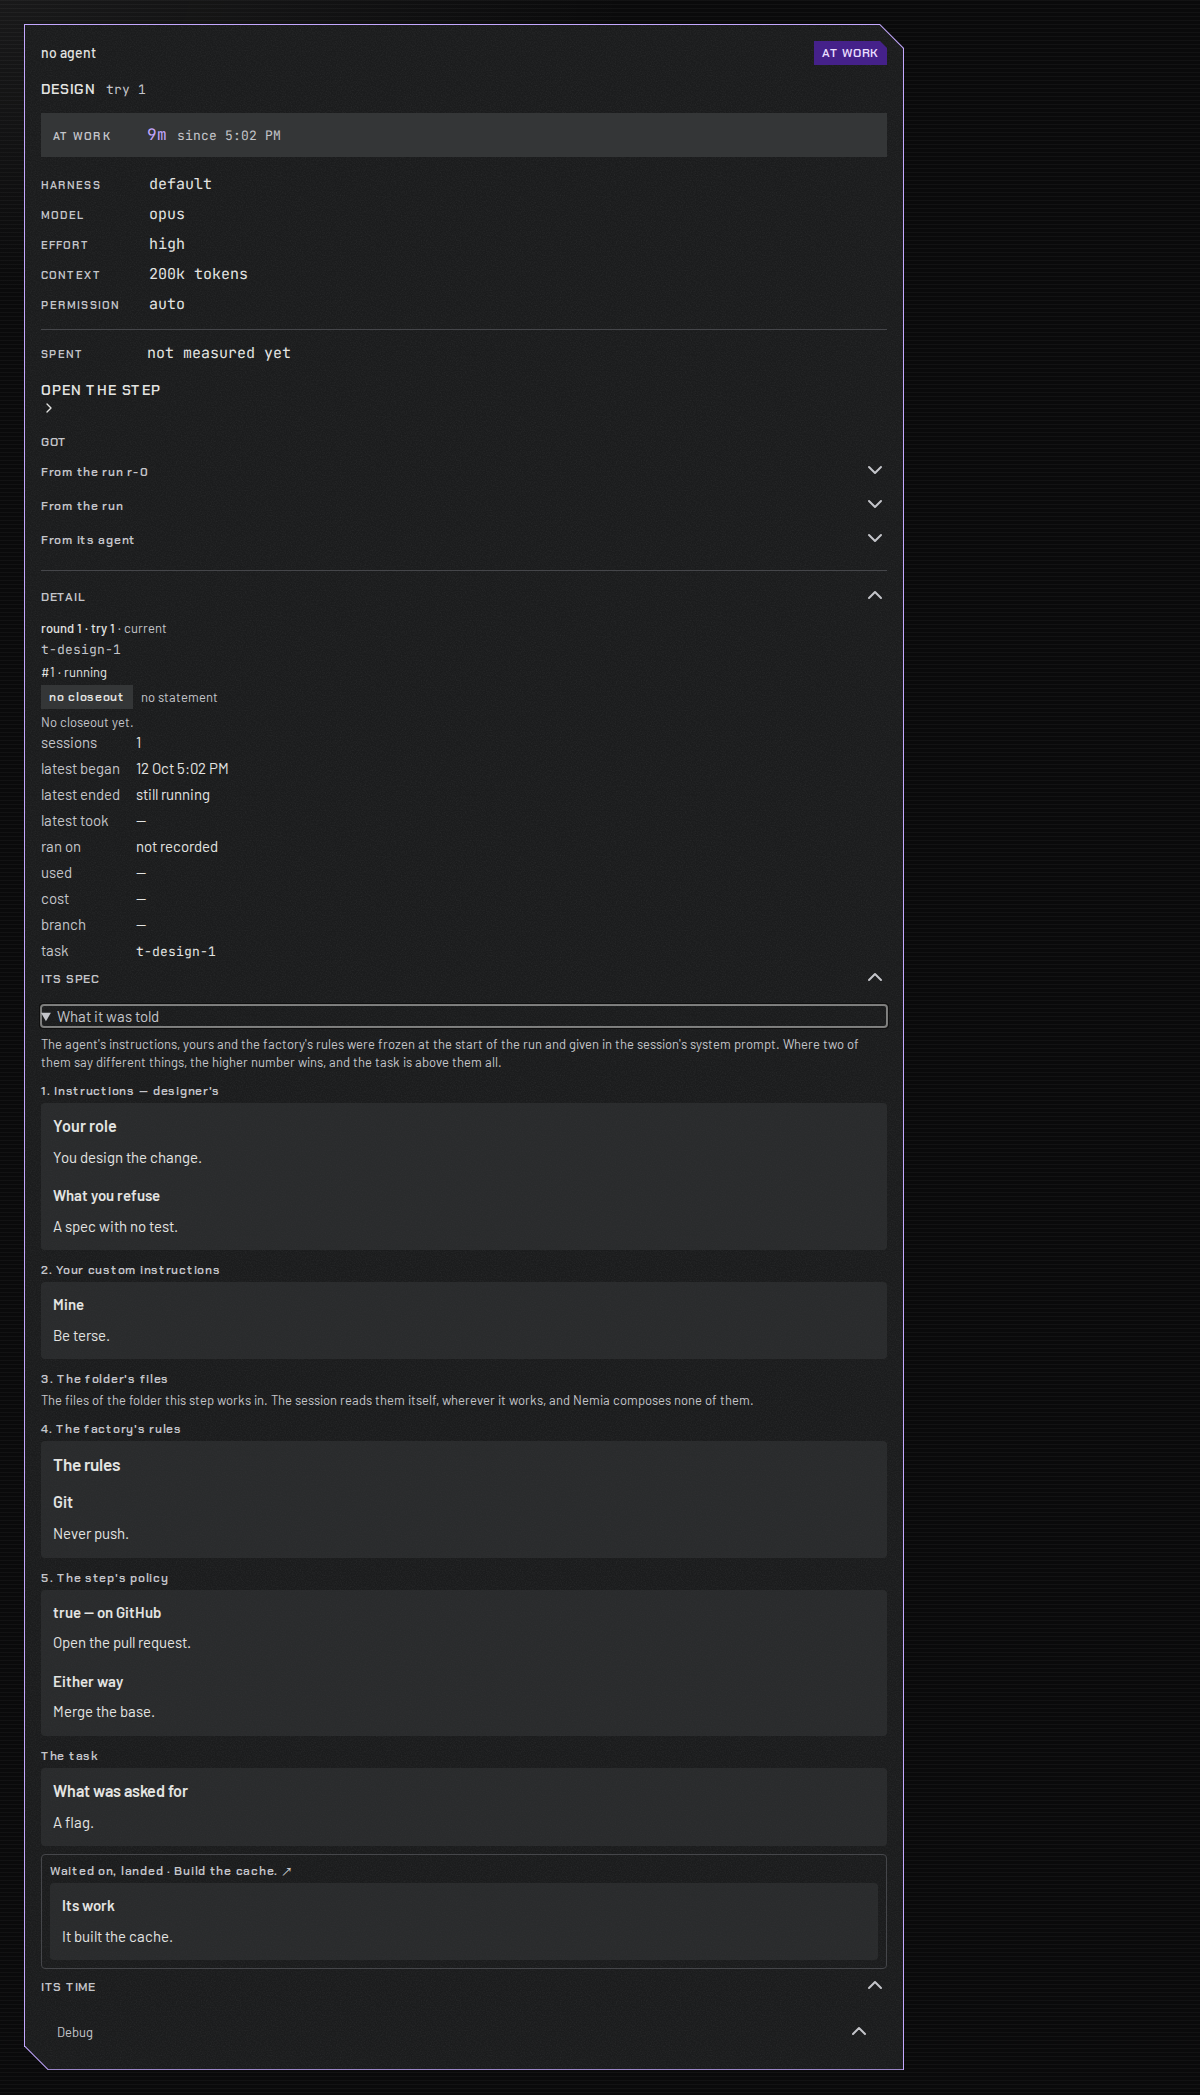 no agent
AT WORK
DESIGN try 1
AT WORK 9m since 5:02 PM
HARNESS default
MODEL opus
EFFORT high
CONTEXT 200k tokens
PERMISSION auto
SPENT not measured yet
OPEN THE STEP
GOT
From the run r-0
From the run
From its agent
DETAIL
round 1 · try 1 · current
t-design-1
#1 · running
no closeout no statement
No closeout yet.
sessions 1
latest began 12 Oct 5:02 PM
latest ended still running
latest took —
ran on not recorded
used —
cost —
branch —
task t-design-1
ITS SPEC
▼ What it was told
The agent's instructions, yours and the factory's rules were frozen at the start of the run and given in the session's system prompt. Where two of
them say different things, the higher number wins, and the task is above them all.
1. Instructions — designer's
Your role
You design the change.
What you refuse
A spec with no test.
2. Your custom instructions
Mine
Be terse.
3. The folder's files
The files of the folder this step works in. The session reads them itself, wherever it works, and Nemia composes none of them.
4. The factory's rules
The rules
Git
Never push.
5. The step's policy
true — on GitHub
Open the pull request.
Either way
Merge the base.
The task
What was asked for
A flag.
Waited on, landed · Build the cache. ↗
Its work
It built the cache.
ITS TIME
Debug